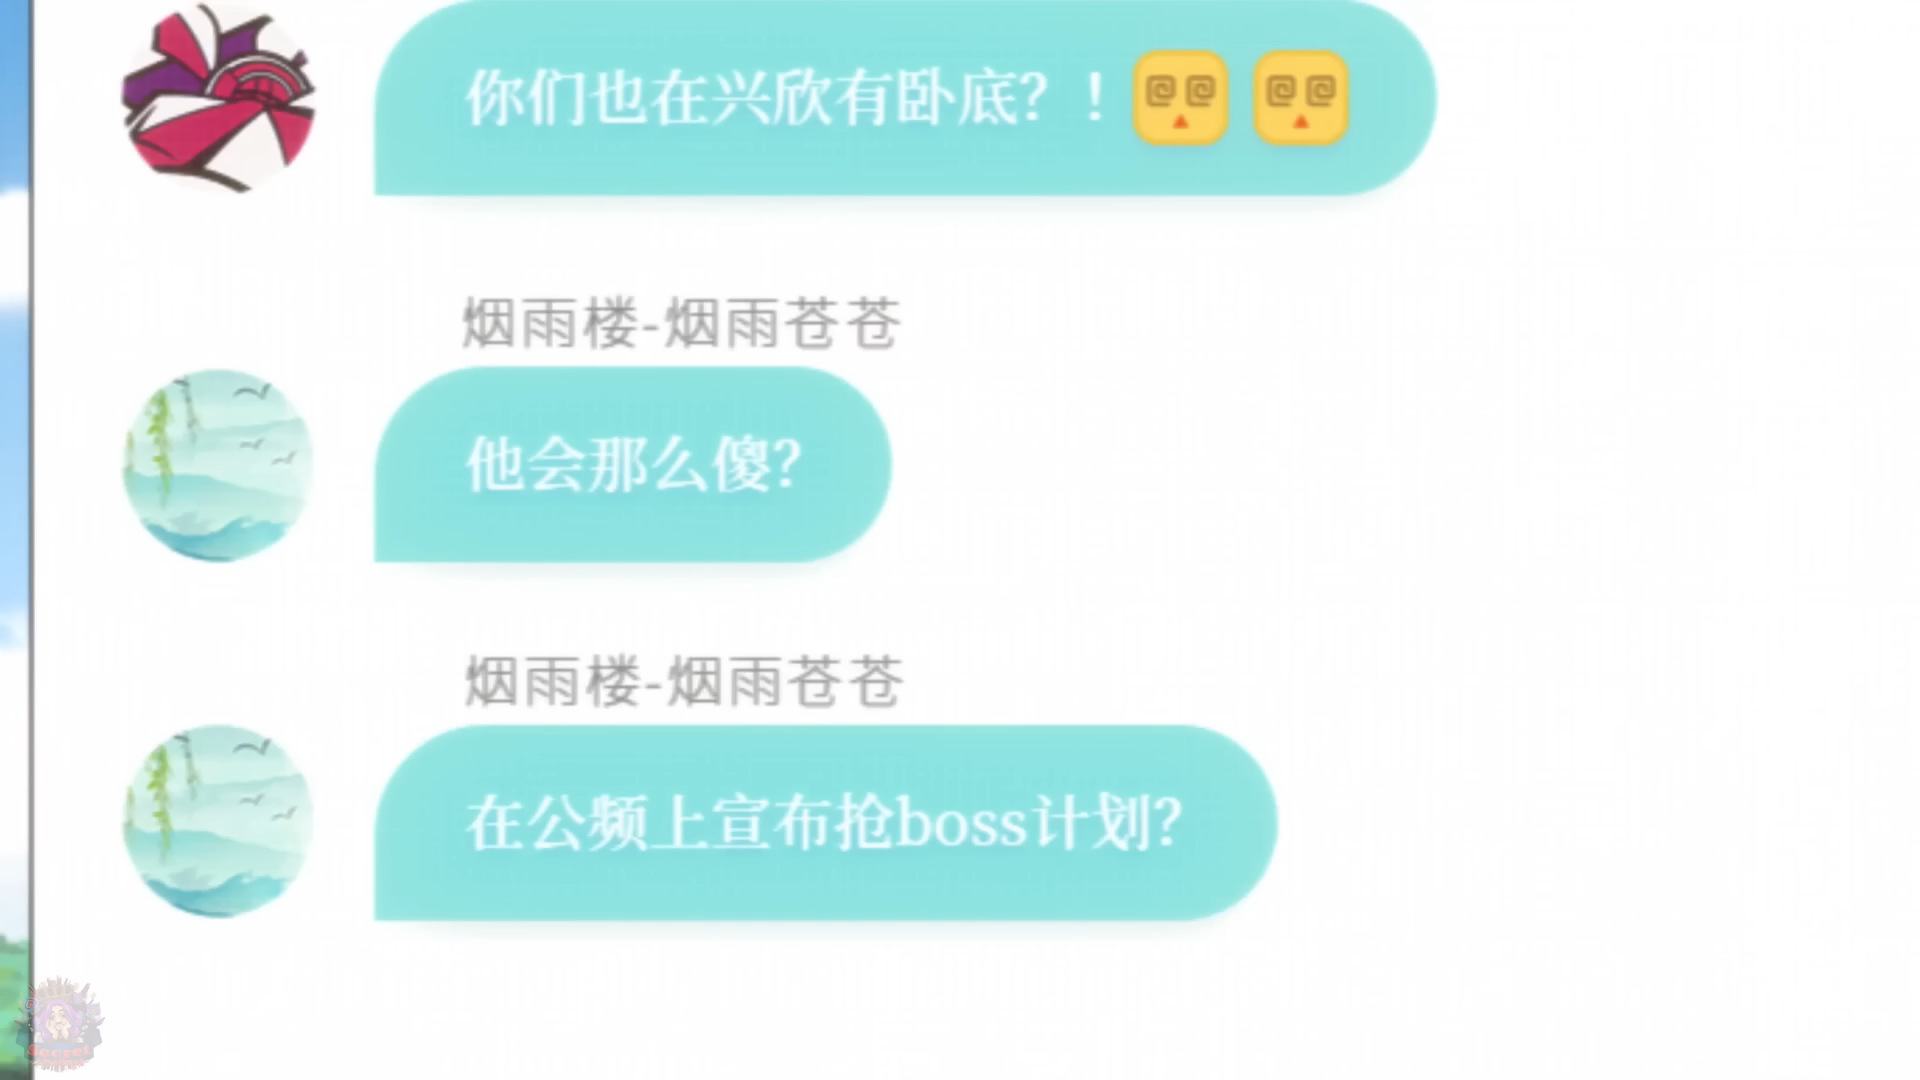 你们也在兴欣有卧底？！
烟雨楼-烟雨苍苍
他会那么傻？
烟雨楼-烟雨苍苍
在公频上宣布抢boss计划？
Secret